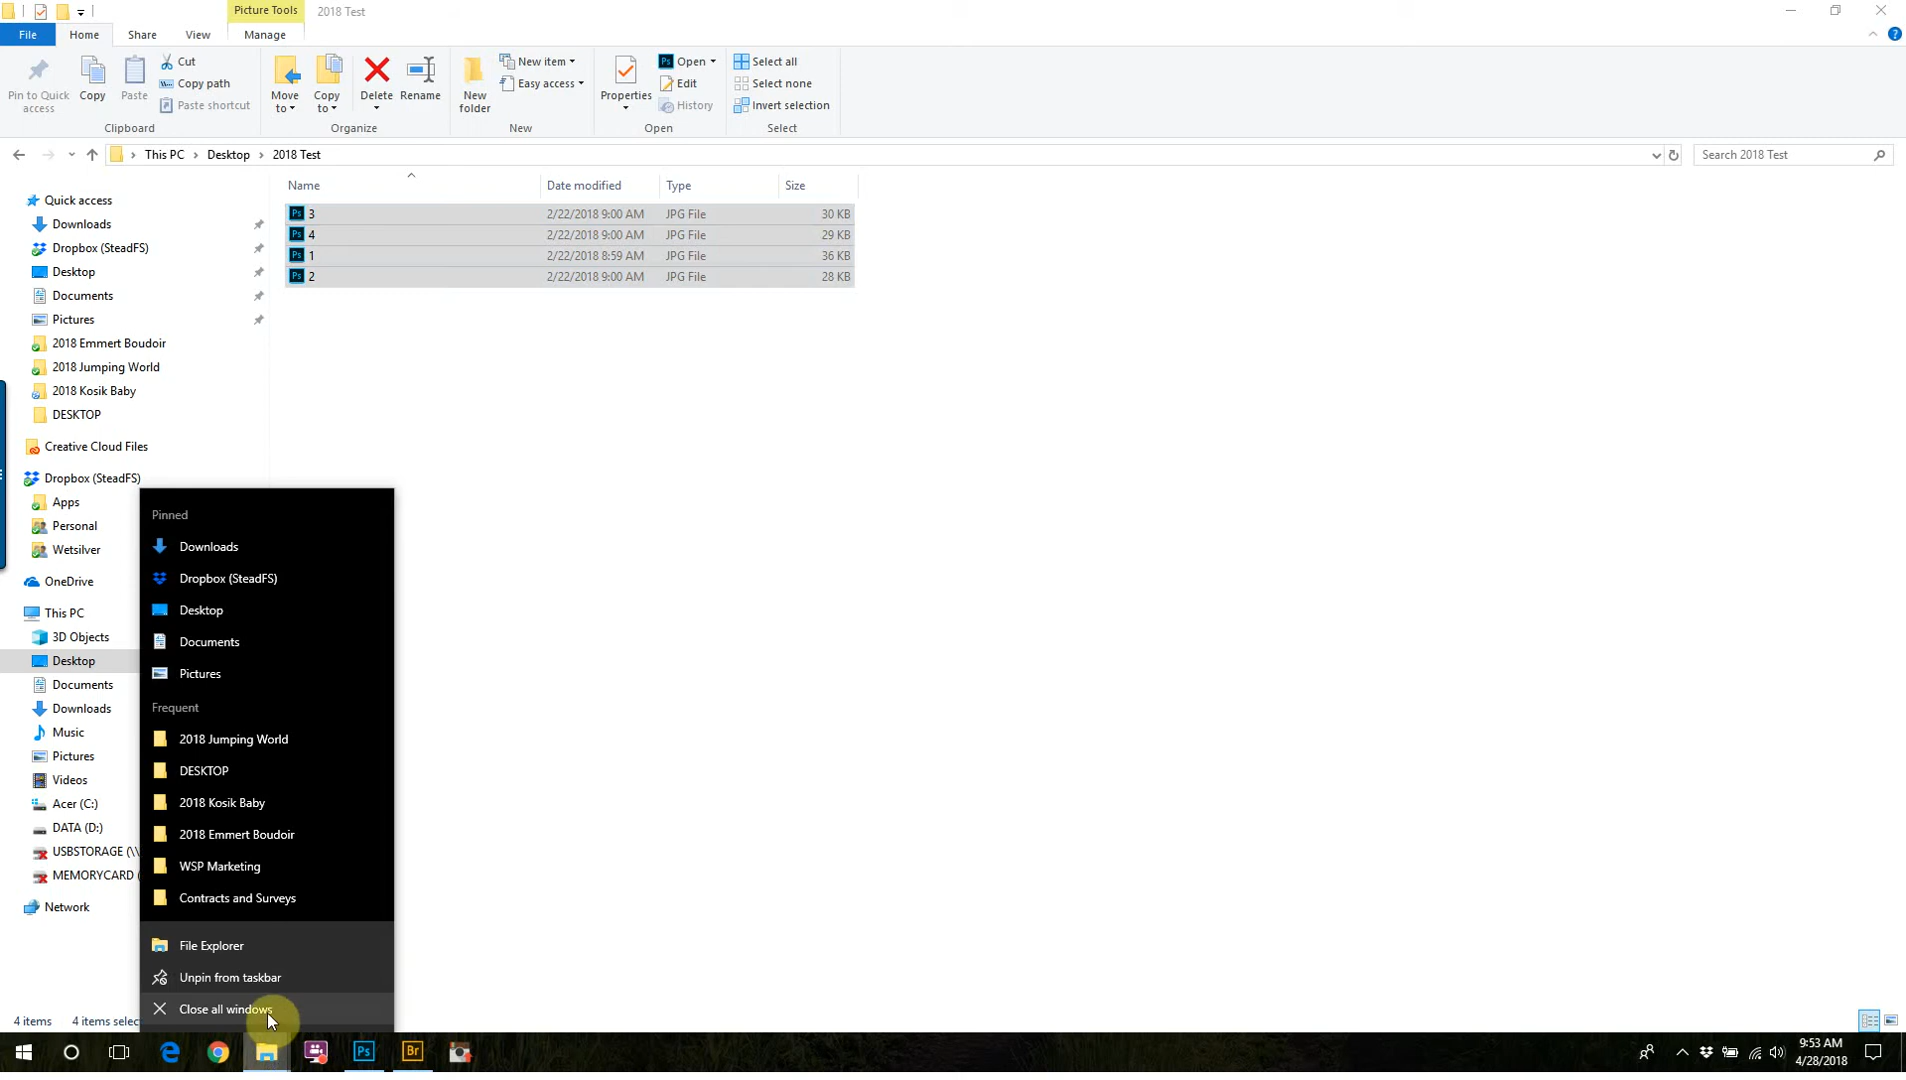 Picture Tools 2018 Test
File Home Share View Manage
Pin to Quick access
Copy
Paste
Cut
Copy path
Paste shortcut
Clipboard
Move to
Copy to
Delete
Rename
Organize
New folder
New item
Easy access
New
Properties
Open
Edit
History
Open
Select all
Select none
Invert selection
Select
This PC Desktop 2018 Test
Search 2018 Test
Name Date modified Type Size
Ps 3 2/22/2018 9:00 AM JPG File 30 KB
Ps 4 2/22/2018 9:00 AM JPG File 29 KB
Ps 1 2/22/2018 8:59 AM JPG File 36 KB
Ps 2 2/22/2018 9:00 AM JPG File 28 KB
Quick access
Downloads
Dropbox (SteadFS)
Desktop
Documents
Pictures
2018 Emmert Boudoir
2018 Jumping World
2018 Kosik Baby
DESKTOP
Creative Cloud Files
Dropbox (SteadFS)
Apps
Personal
Wetsilver
OneDrive
This PC
3D Objects
Desktop
Documents
Downloads
Music
Pictures
Videos
Acer (C:)
DATA (D:)
USBSTORAGE (\\
MEMORYCARD (
Network
Pinned
Downloads
Dropbox (SteadFS)
Desktop
Documents
Pictures
Frequent
2018 Jumping World
DESKTOP
2018 Kosik Baby
2018 Emmert Boudoir
WSP Marketing
Contracts and Surveys
File Explorer
Unpin from taskbar
Close all windows
4 items 4 items selec
Ps Br
9:53 AM
4/28/2018